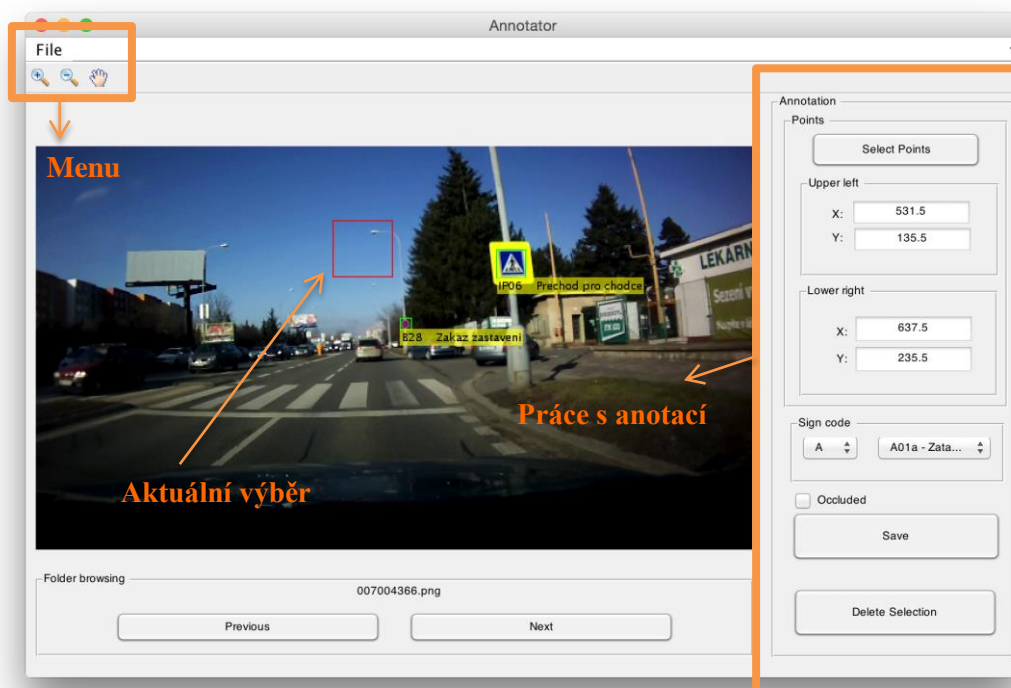 Annotator
File
Menu
LÉKÁRN
Sezení v
IP06 Prechod pro chodce
B28 Zakaz zastaveni
Práce s anotací
Aktuální výběr
Folder browsing
007004366.png
Previous
Next
Annotation
Points
Select Points
Upper left
X: 531.5
Y: 135.5
Lower right
X: 637.5
Y: 235.5
Sign code
A
A01a - Zata...
Occluded
Save
Delete Selection